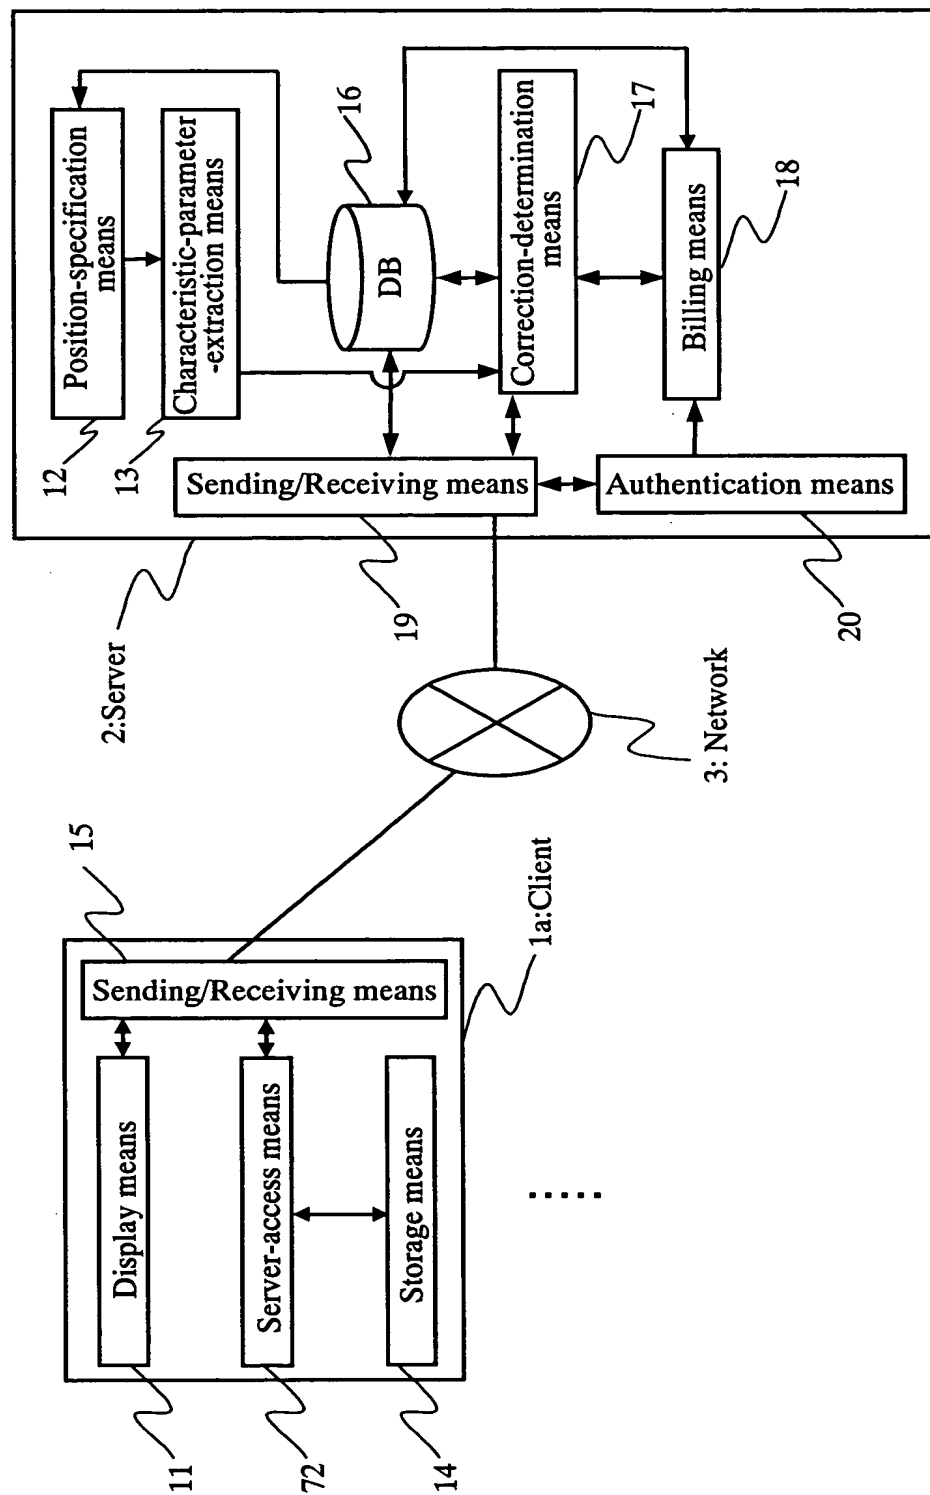 1a:Client
11
Display means
72
Server-access means
14
Storage means
15
Sending/Receiving means
.....
3: Network
2:Server
19
Sending/Receiving means
20
Authentication means
12
Position-specification
means
13
Characteristic-parameter
-extraction means
16
DB
17
Correction-determination
means
18
Billing means